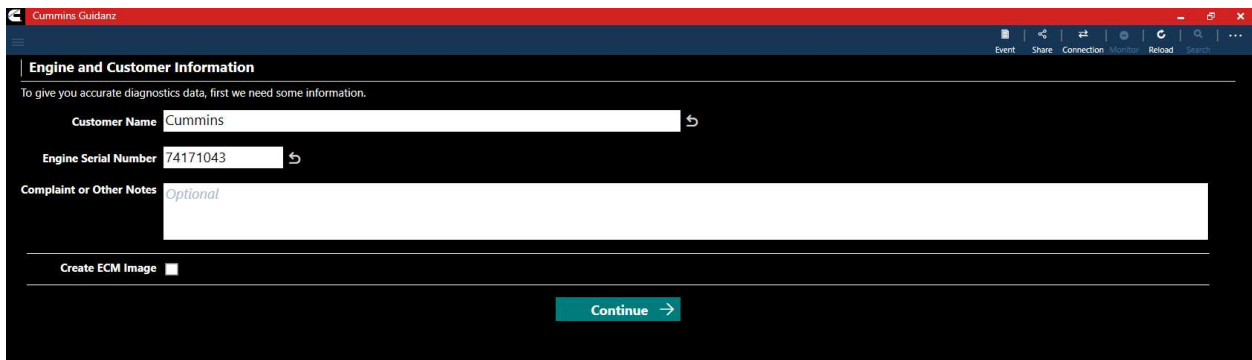 Cummins Guidanz
Event Share Connection Monitor Reload Search
Engine and Customer Information
To give you accurate diagnostics data, first we need some information.
Customer Name Cummins
Engine Serial Number 74171043
Complaint or Other Notes Optional
Create ECM Image
Continue